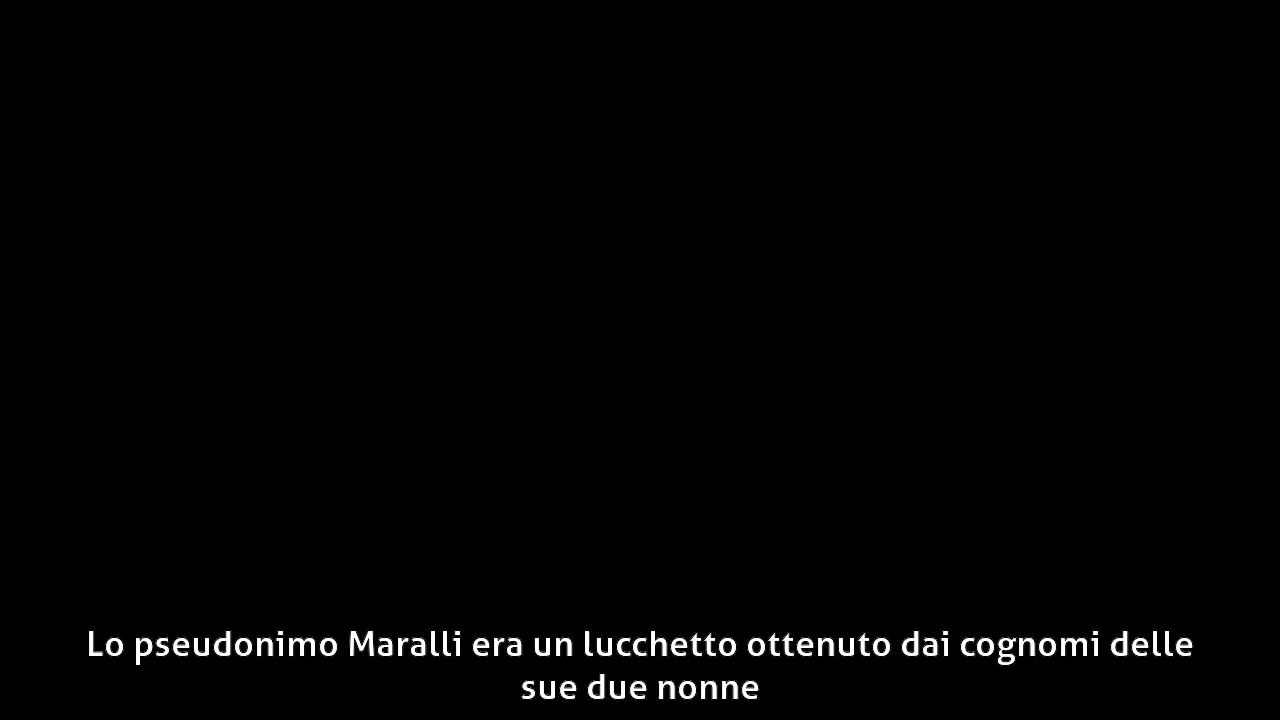 Lo pseudonimo Maralli era un lucchetto ottenuto dai cognomi delle
sue due nonne